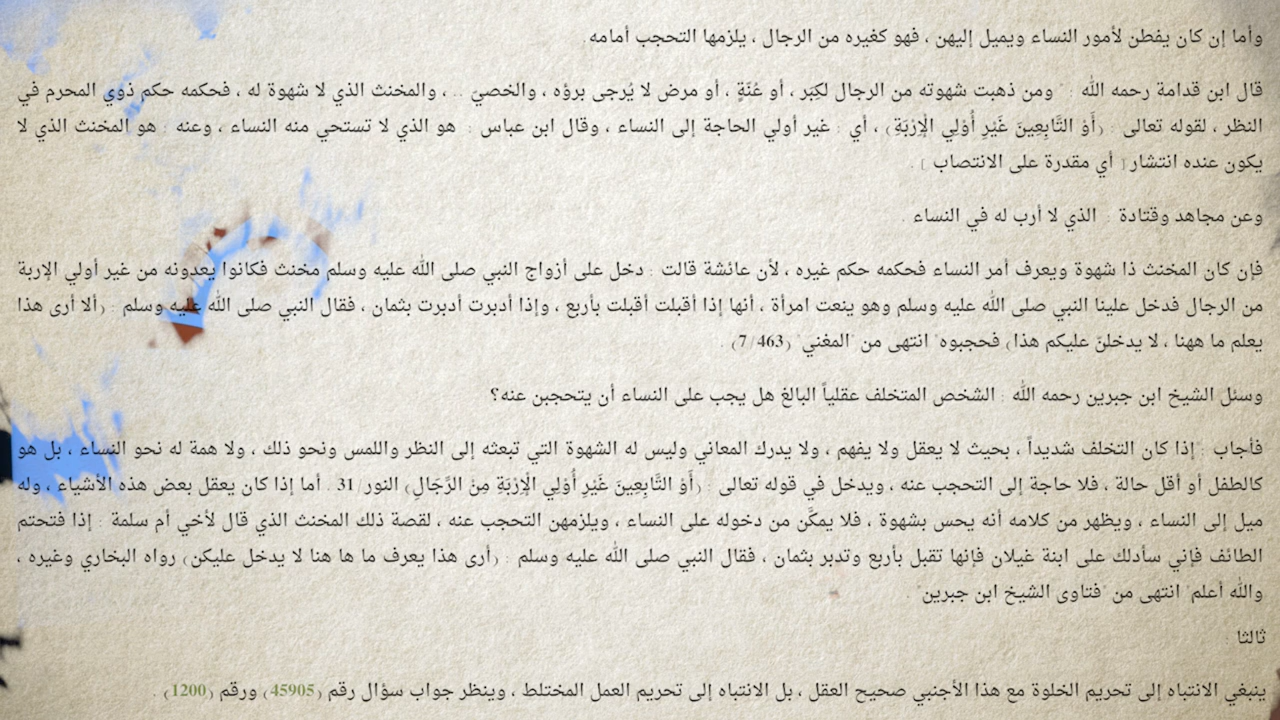 وأما إن كان يفطن لأمور النساء ويميل إليهن ، فهو كغيره من الرجال ، يلزمها التحجب أمامه.
قال ابن قدامة رحمه الله : " ومن ذهبت شهوته من الرجال لكِبَر ، أو عُنَّةٍ ، أو مرض لا يُرجى برؤه ، والخصيّ .. ، والمخنث الذي لا شهوة له ، فحكمه حكم ذوي المحرم في
النظر ، لقوله تعالى : (أَوْ التَّابِعِينَ غَيْرِ أُوْلِي الْإِرْبَةِ) ، أي : غير أولي الحاجة إلى النساء ، وقال ابن عباس : هو الذي لا تستحي منه النساء ، وعنه : هو المخنث الذي لا
يكون عنده انتشار [ أي مقدرة على الانتصاب ] .
وعن مجاهد وقتادة : الذي لا أرب له في النساء .
فإن كان المخنث ذا شهوة ويعرف أمر النساء فحكمه حكم غيره ، لأن عائشة قالت : دخل على أزواج النبي صلى الله عليه وسلم مخنث فكانوا يعدونه من غير أولي الإربة
من الرجال فدخل علينا النبي صلى الله عليه وسلم وهو ينعت امرأة ، أنها إذا أقبلت أقبلت بأربع ، وإذا أدبرت أدبرت بثمان ، فقال النبي صلى الله عليه وسلم : (ألا أرى هذا
يعلم ما ههنا ، لا يدخلنّ عليكم هذا) فحجبوه" انتهى من "المغني" (7/463) .
وسئل الشيخ ابن جبرين رحمه الله : الشخص المتخلف عقلياً البالغ هل يجب على النساء أن يتحجبن عنه؟
فأجاب : "إذا كان التخلف شديداً ، بحيث لا يعقل ولا يفهم ، ولا يدرك المعاني وليس له الشهوة التي تبعثه إلى النظر واللمس ونحو ذلك ، ولا همة له نحو النساء ، بل هو
كالطفل أو أقل حالة ، فلا حاجة إلى التحجب عنه ، ويدخل في قوله تعالى : (أَوْ التَّابِعِينَ غَيْرِ أُوْلِي الْإِرْبَةِ مِنْ الرِّجَالِ) النور/31 . أما إذا كان يعقل بعض هذه الأشياء ، وله
ميل إلى النساء ، ويظهر من كلامه أنه يحس بشهوة ، فلا يمكَّن من دخوله على النساء ، ويلزمهن التحجب عنه ، لقصة ذلك المخنث الذي قال لأخي أم سلمة : إذا فتحتم
الطائف فإني سأدلك على ابنة غيلان فإنها تقبل بأربع وتدبر بثمان ، فقال النبي صلى الله عليه وسلم : (أرى هذا يعرف ما ها هنا لا يدخل عليكن) رواه البخاري وغيره ،
والله أعلم" انتهى من "فتاوى الشيخ ابن جبرين" .
ثالثا :
ينبغي الانتباه إلى تحريم الخلوة مع هذا الأجنبي صحيح العقل ، بل الانتباه إلى تحريم العمل المختلط ، وينظر جواب سؤال رقم (45905) ورقم (1200) .